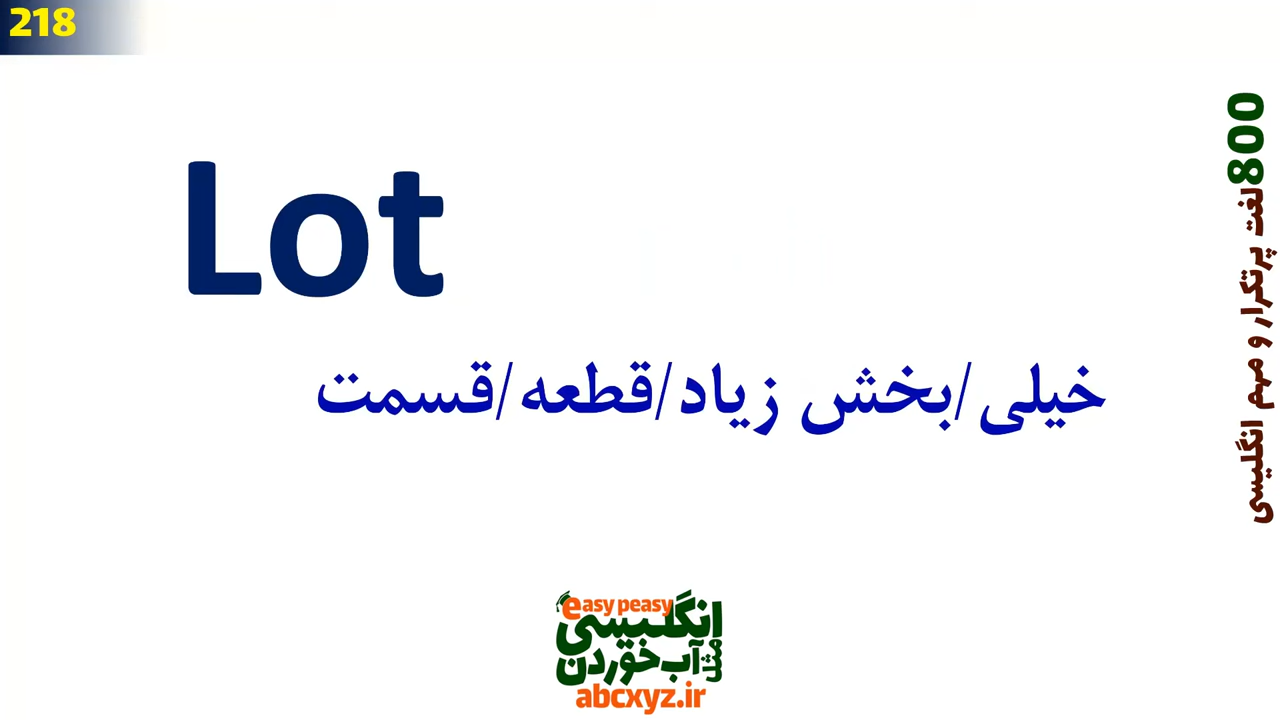 218
Lot
خیلی/بخش زیاد/قطعه/قسمت
800 لغت پرتکرار و مهم انگلیسی
easy peasy
انگلیسی
مثل آب خوردن
abcxyz.ir